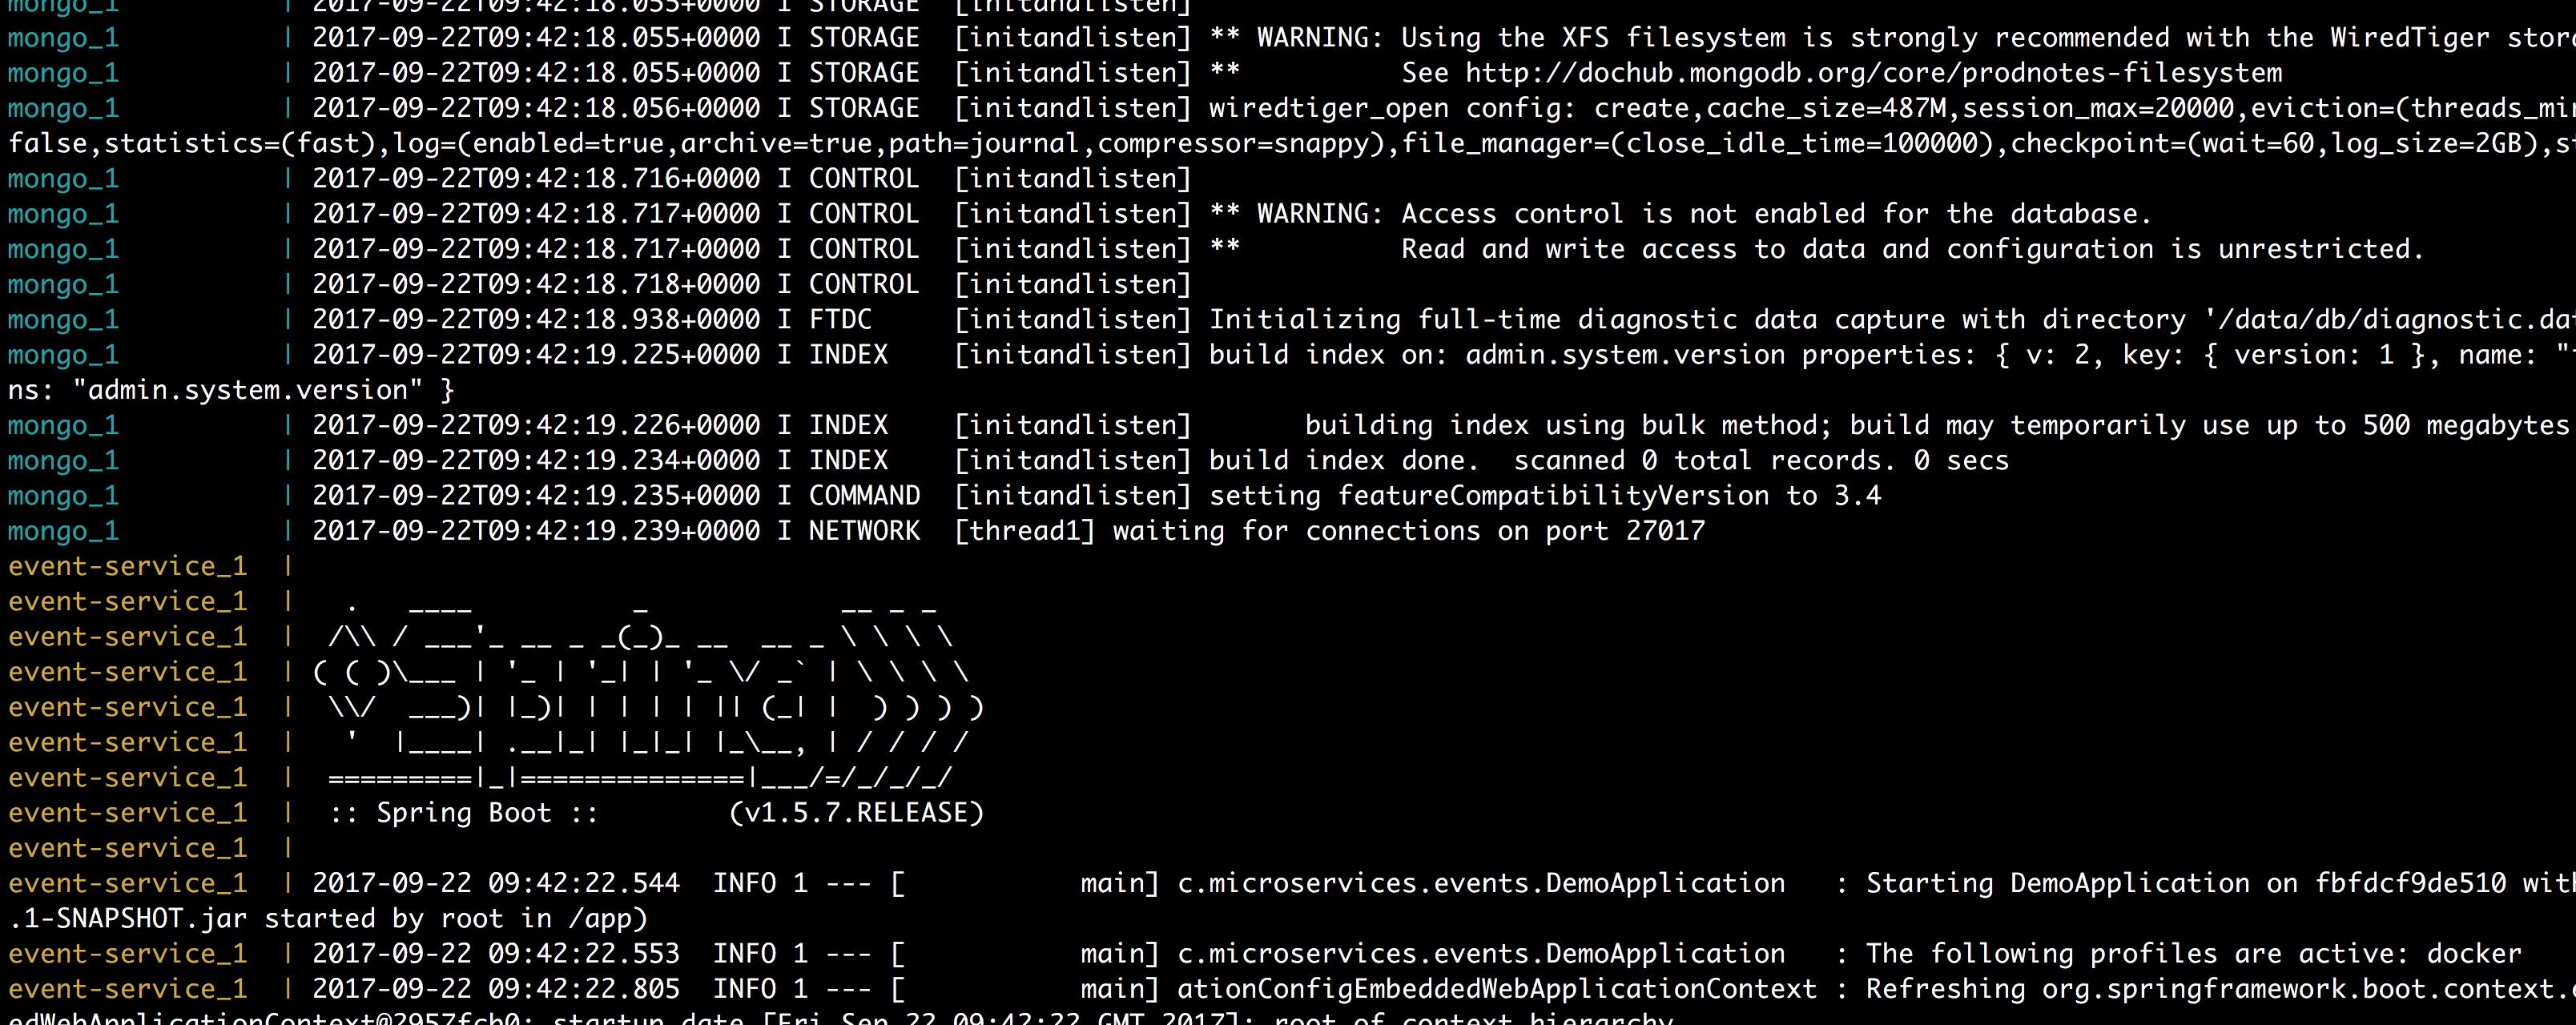 mongo_1          | 2017-09-22T09:42:18.055+0000 I STORAGE  [initandlisten]
mongo_1          | 2017-09-22T09:42:18.055+0000 I STORAGE  [initandlisten] ** WARNING: Using the XFS filesystem is strongly recommended with the WiredTiger
mongo_1          | 2017-09-22T09:42:18.055+0000 I STORAGE  [initandlisten] **          See http://dochub.mongodb.org/core/prodnotes-filesystem
mongo_1          | 2017-09-22T09:42:18.056+0000 I STORAGE  [initandlisten] wiredtiger_open config: create,cache_size=487M,session_max=20000,eviction=(threads_mi
false,statistics=(fast),log=(enabled=true,archive=true,path=journal,compressor=snappy),file_manager=(close_idle_time=100000),checkpoint=(wait=60,log_size=2GB),s
mongo_1          | 2017-09-22T09:42:18.716+0000 I CONTROL  [initandlisten]
mongo_1          | 2017-09-22T09:42:18.717+0000 I CONTROL  [initandlisten] ** WARNING: Access control is not enabled for the database.
mongo_1          | 2017-09-22T09:42:18.717+0000 I CONTROL  [initandlisten] **          Read and write access to data and configuration is unrestricted.
mongo_1          | 2017-09-22T09:42:18.718+0000 I CONTROL  [initandlisten]
mongo_1          | 2017-09-22T09:42:18.938+0000 I FTDC     [initandlisten] Initializing full-time diagnostic data capture with directory '/data/db/diagnostic.da
mongo_1          | 2017-09-22T09:42:19.225+0000 I INDEX    [initandlisten] build index on: admin.system.version properties: { v: 2, key: { version: 1 }, name: "
ns: "admin.system.version" }
mongo_1          | 2017-09-22T09:42:19.226+0000 I INDEX    [initandlisten]       building index using bulk method; build may temporarily use up to 500 megabytes
mongo_1          | 2017-09-22T09:42:19.234+0000 I INDEX    [initandlisten] build index done.  scanned 0 total records. 0 secs
mongo_1          | 2017-09-22T09:42:19.235+0000 I COMMAND  [initandlisten] setting featureCompatibilityVersion to 3.4
mongo_1          | 2017-09-22T09:42:19.239+0000 I NETWORK  [thread1] waiting for connections on port 27017
event-service_1  |
event-service_1  |   .   ____          _            __ _ _
event-service_1  |  /\\ / ___'_ __ _ _(_)_ __  __ _ \ \ \ \
event-service_1  | ( ( )\___ | '_ | '_| | '_ \/ _` | \ \ \ \
event-service_1  |  \\/  ___)| |_)| | | | | || (_| |  ) ) ) )
event-service_1  |   '  |____| .__|_| |_|_| |_\__, | / / / /
event-service_1  |  =========|_|==============|___/=/_/_/_/
event-service_1  |  :: Spring Boot ::        (v1.5.7.RELEASE)
event-service_1  |
event-service_1  | 2017-09-22 09:42:22.544  INFO 1 --- [           main] c.microservices.events.DemoApplication   : Starting DemoApplication on fbfdcf9de510
.1-SNAPSHOT.jar started by root in /app)
event-service_1  | 2017-09-22 09:42:22.553  INFO 1 --- [           main] c.microservices.events.DemoApplication   : The following profiles are active: docker
event-service_1  | 2017-09-22 09:42:22.805  INFO 1 --- [           main] ationConfigEmbeddedWebApplicationContext : Refreshing org.springframework.boot.context.
edWebApplicationContext@2957fcb0: startup date [Fri Sep 22 09:42:22 GMT 2017]; root of context hierarchy